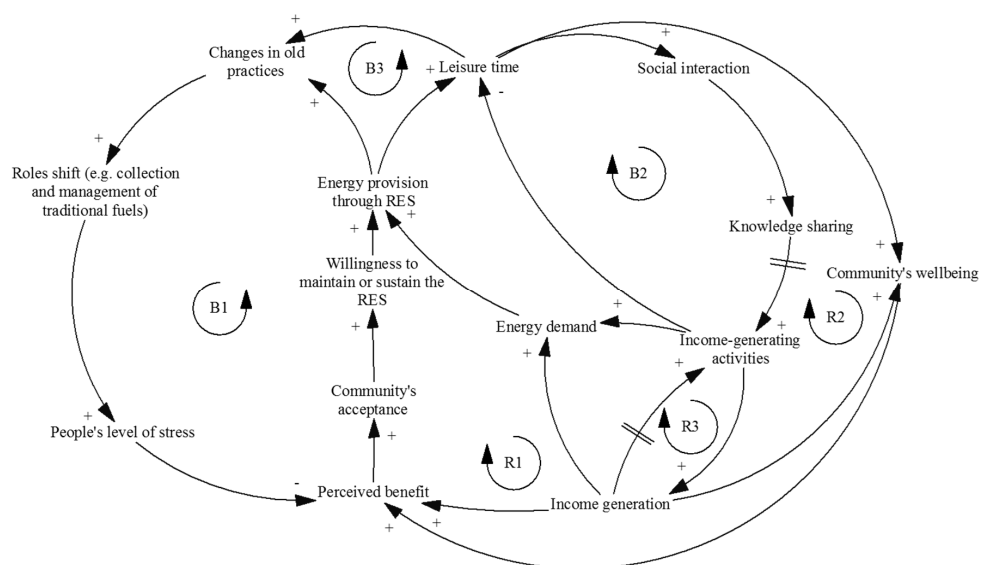 +
Changes in old
practices
B3
+
Leisure time
+
Social interaction
+
-
+
Roles shift (e.g. collection
and management of
traditional fuels)
Energy provision
through RES
B2
+
+
+
Knowledge sharing
+
Willingness to
maintain or sustain the
RES
Community's wellbeing
+
B1
R2
+
+
Energy demand
+
+
Income-generating
activities
+
Community's
acceptance
+
R3
+
People's level of stress
+
R1
+
-
Perceived benefit
Income generation
+
+